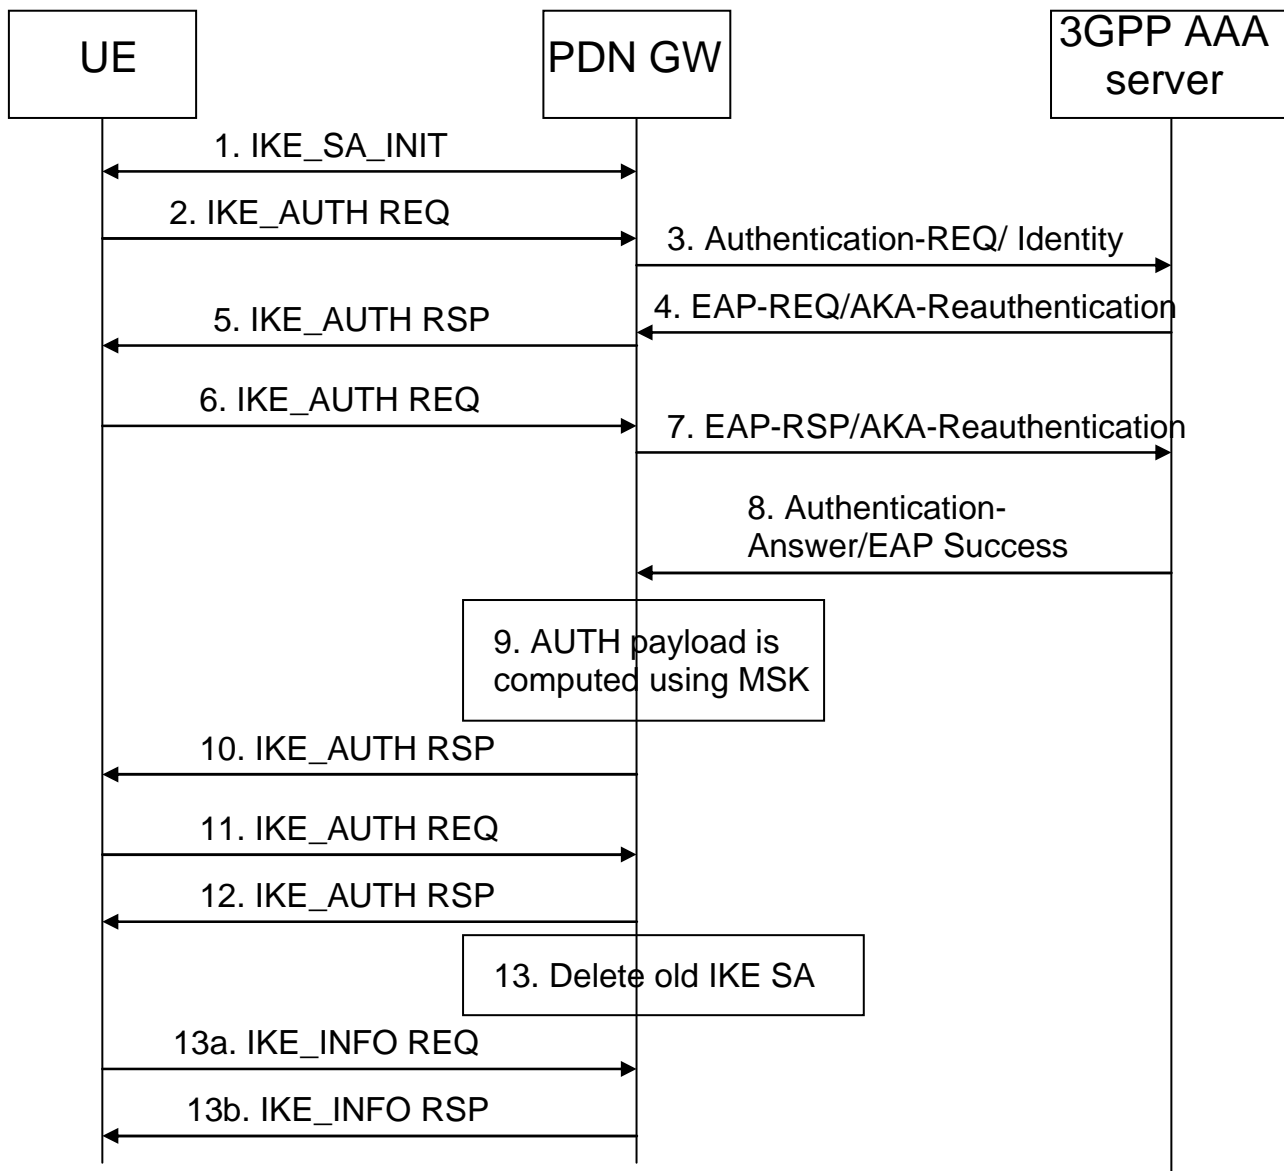 UE
PDN GW
3GPP AAA
server
1. IKE_SA_INIT
2. IKE_AUTH REQ
3. Authentication-REQ/ Identity
4. EAP-REQ/AKA-Reauthentication
5. IKE_AUTH RSP
6. IKE_AUTH REQ
7. EAP-RSP/AKA-Reauthentication
8. Authentication-
Answer/EAP Success
9. AUTH payload is
computed using MSK
10. IKE_AUTH RSP
11. IKE_AUTH REQ
12. IKE_AUTH RSP
13. Delete old IKE SA
13a. IKE_INFO REQ
13b. IKE_INFO RSP